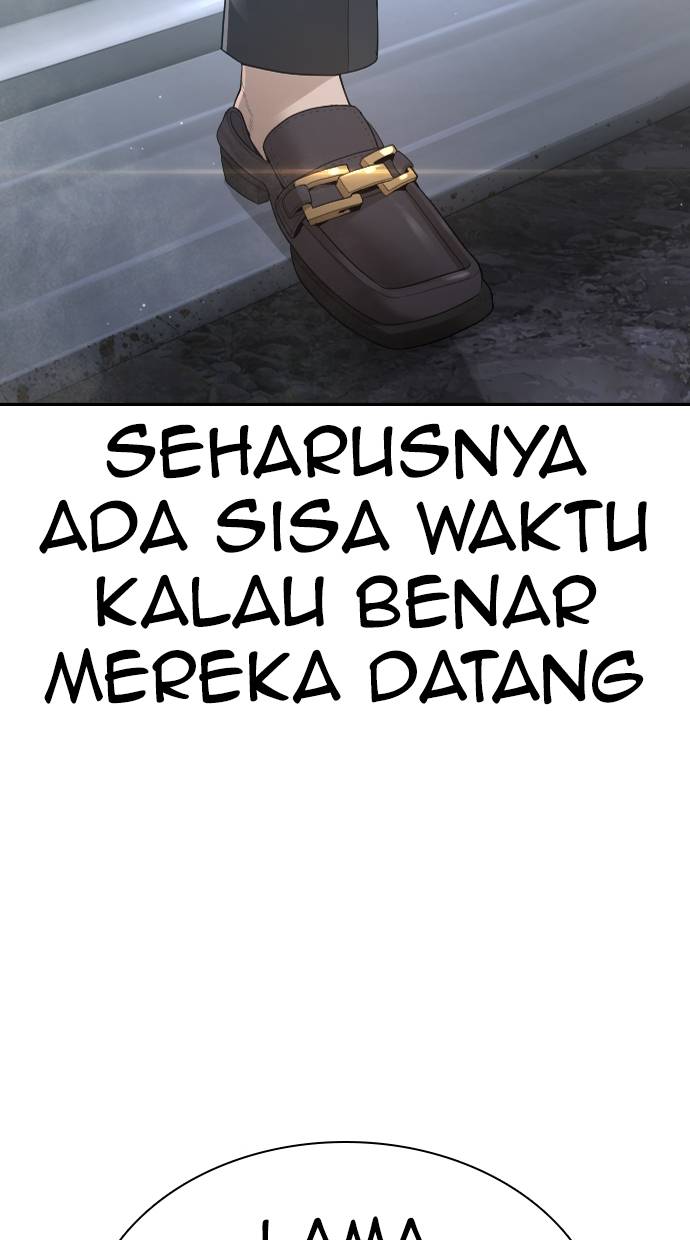 SEHARUSNYA
ADA SISA WAKTU
KALAU BENAR
MEREKA DATANG
LAMA